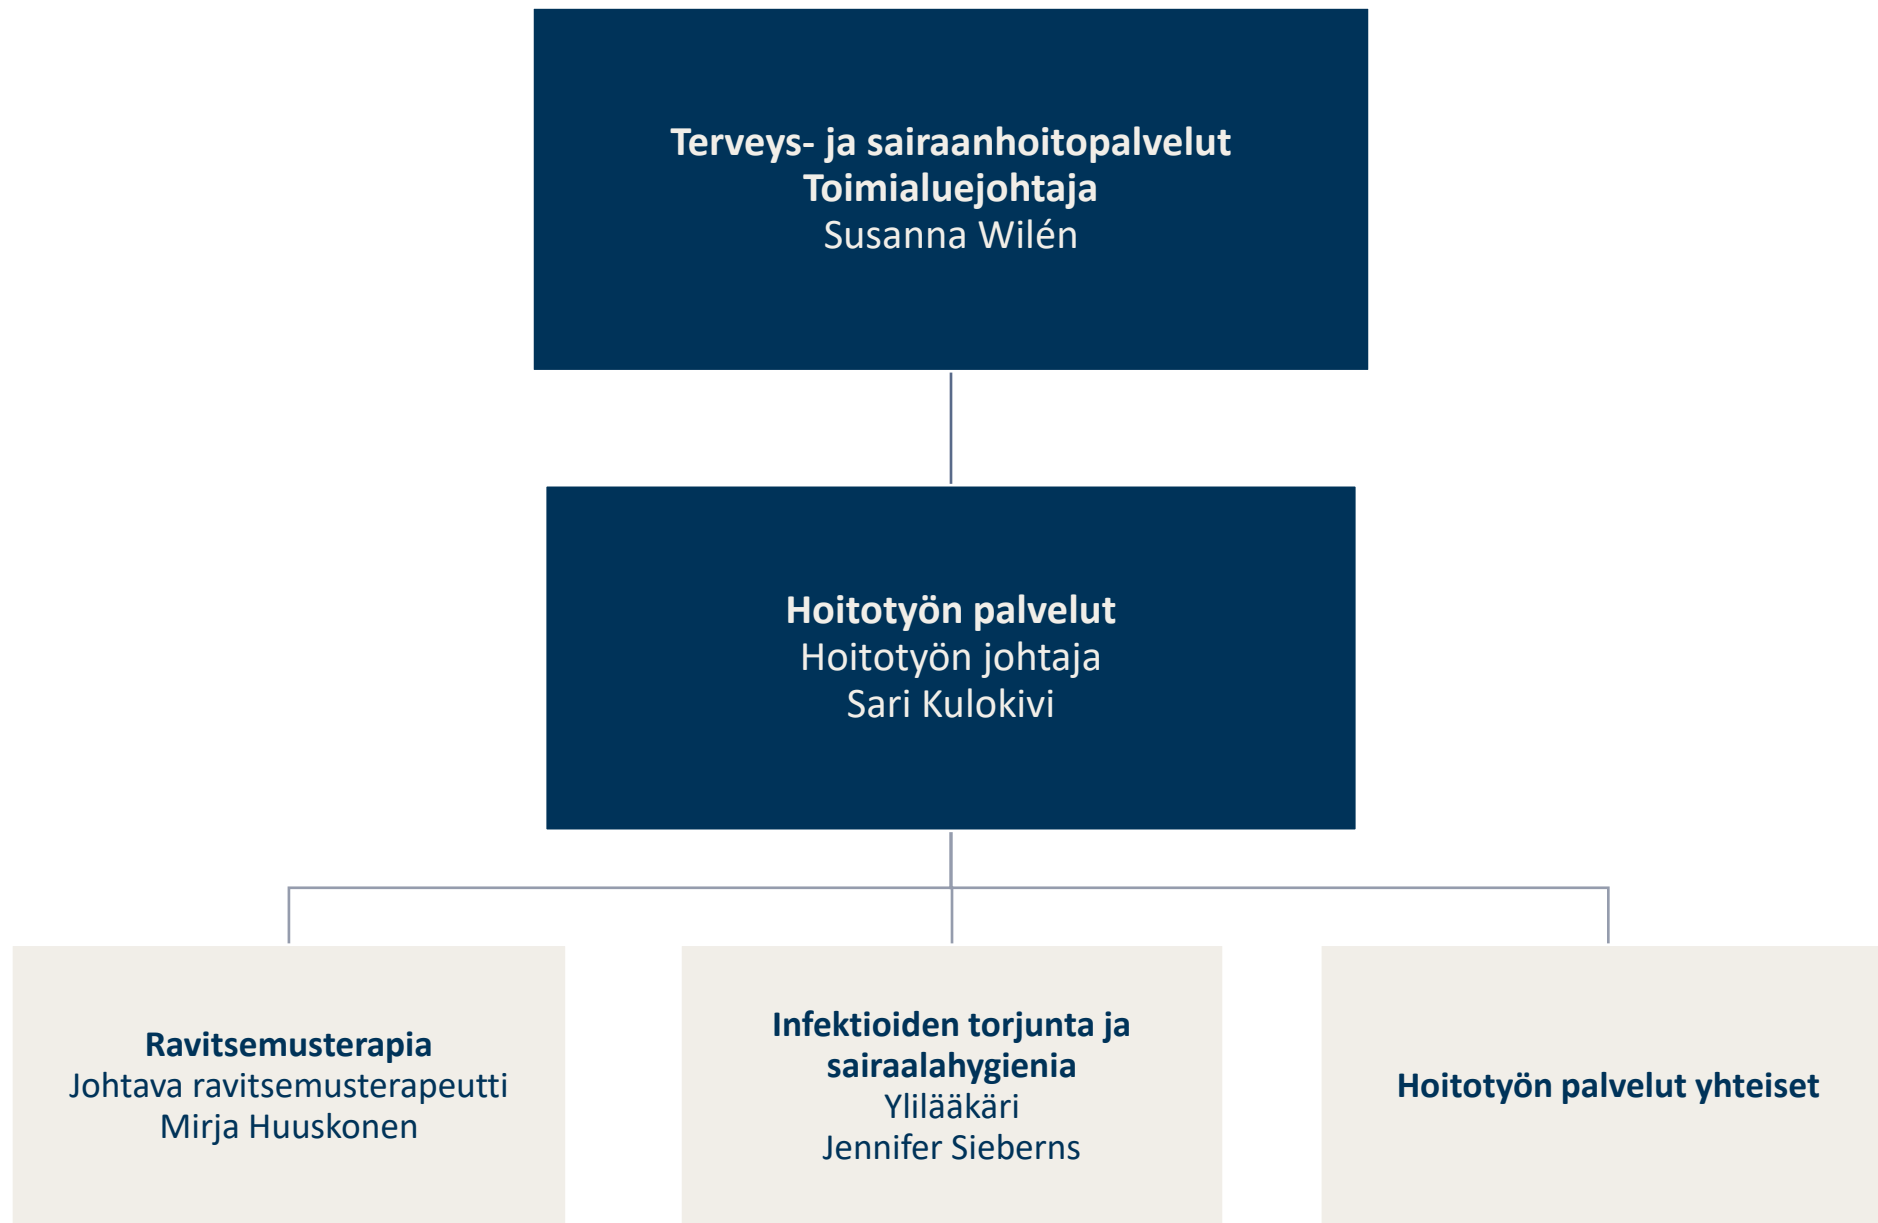 Terveys- ja sairaanhoitopalvelut
Toimialuejohtaja
Susanna Wilén
Hoitotyön palvelut
Hoitotyön johtaja
Sari Kulokivi
Ravitsemusterapia
Johtava ravitsemusterapeutti
Mirja Huuskonen
Infektioiden torjunta ja
sairaalahygienia
Ylilääkäri
Jennifer Sieberns
Hoitotyön palvelut yhteiset